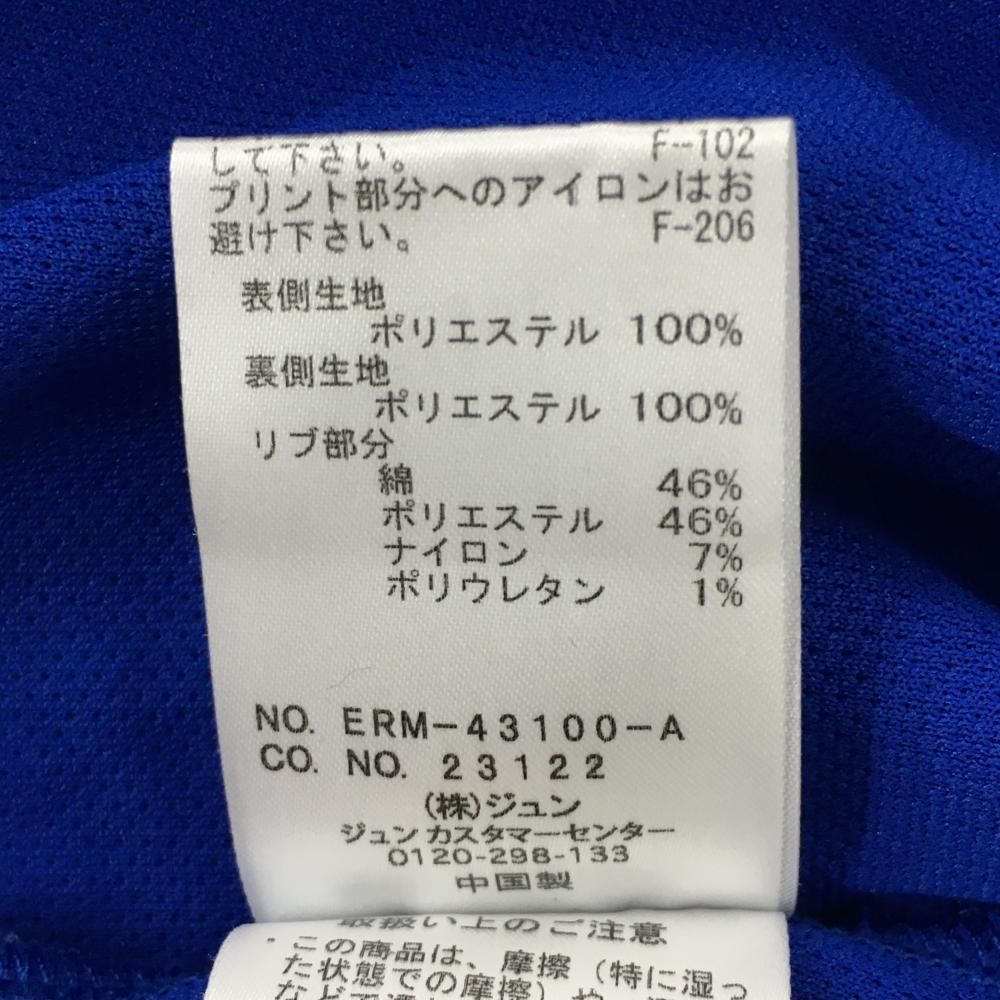 して下さい。 F-102
プリント部分へのアイロンはお
避け下さい。 F-206
表側生地
ポリエステル 100%
裏側生地
ポリエステル 100%
リブ部分
綿 46%
ポリエステル 46%
ナイロン 7%
ポリウレタン 1%
NO. ERM-43100-A
CO. NO. 23122
(株)ジュン
ジュン カスタマーセンター
0120-298-133
中国製
取扱い上のご注意
・この商品は、摩擦（特に湿っ
た状態での摩擦）や